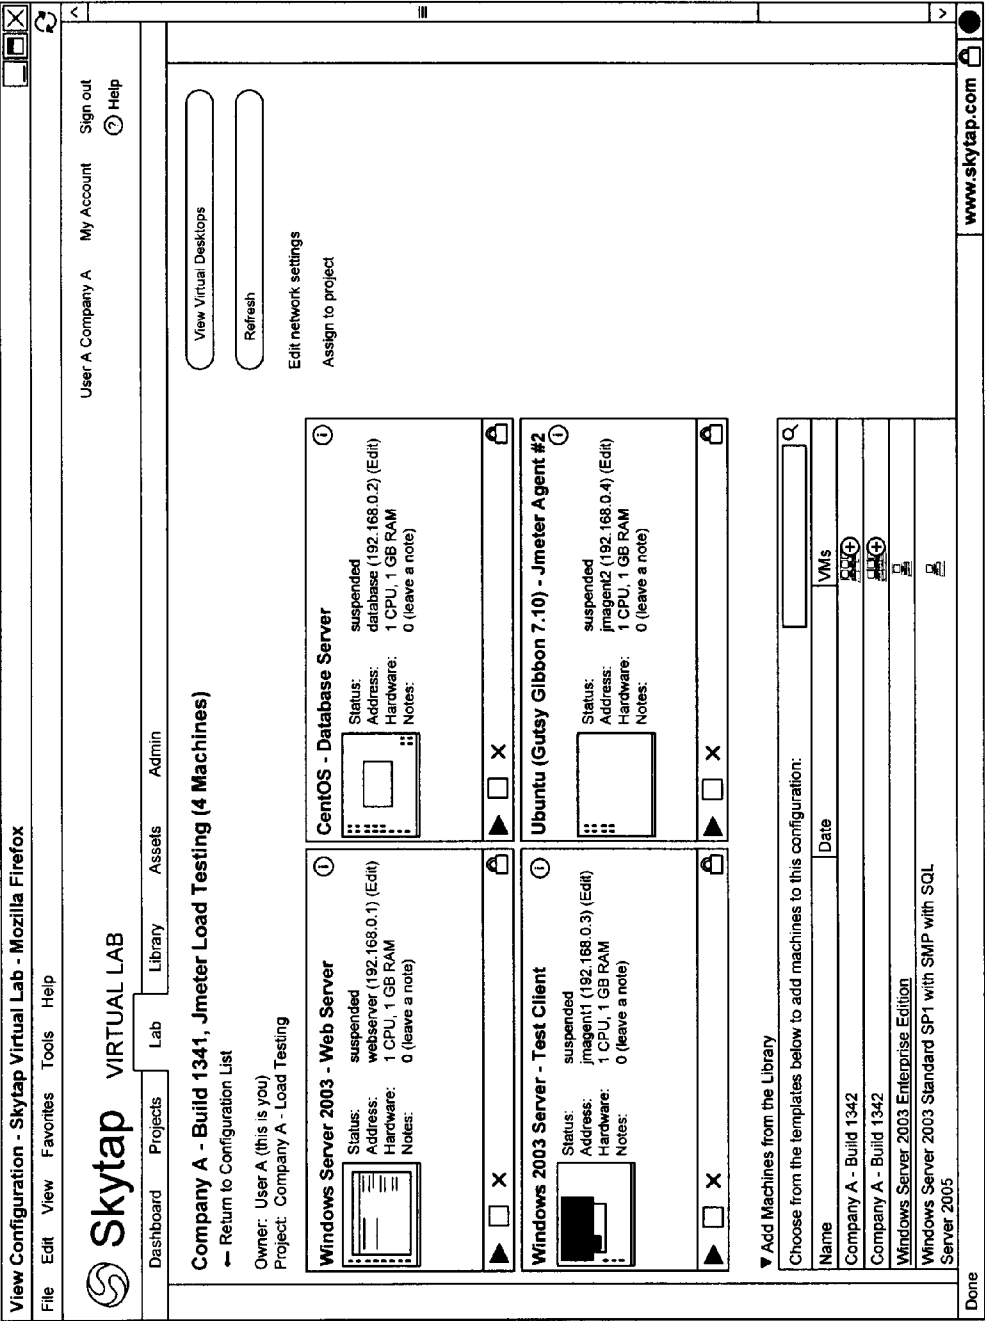 View Configuration - Skytap Virtual Lab - Mozilla Firefox
File Edit View Favorites Tools Help
Skytap VIRTUAL LAB
User A Company A My Account Sign out
? Help
Dashboard Projects Lab Library Assets Admin
Company A - Build 1341, Jmeter Load Testing (4 Machines)
← Return to Configuration List
Owner: User A (this is you)
Project: Company A - Load Testing
View Virtual Desktops
Refresh
Edit network settings
Assign to project
Windows Server 2003 - Web Server
Status: suspended
Address: webserver (192.168.0.1) (Edit)
Hardware: 1 CPU, 1 GB RAM
Notes: 0 (leave a note)
CentOS - Database Server
Status: suspended
Address: database (192.168.0.2) (Edit)
Hardware: 1 CPU, 1 GB RAM
Notes: 0 (leave a note)
Windows 2003 Server - Test Client
Status: suspended
Address: jmagent1 (192.168.0.3) (Edit)
Hardware: 1 CPU, 1 GB RAM
Notes: 0 (leave a note)
Ubuntu (Gutsy Gibbon 7.10) - Jmeter Agent #2
Status: suspended
Address: jmagent2 (192.168.0.4) (Edit)
Hardware: 1 CPU, 1 GB RAM
Notes: 0 (leave a note)
▼ Add Machines from the Library
Choose from the templates below to add machines to this configuration:
Name Date VMs
Company A - Build 1342
Company A - Build 1342
Windows Server 2003 Enterprise Edition
Windows Server 2003 Standard SP1 with SMP with SQL
Server 2005
Done www.skytap.com